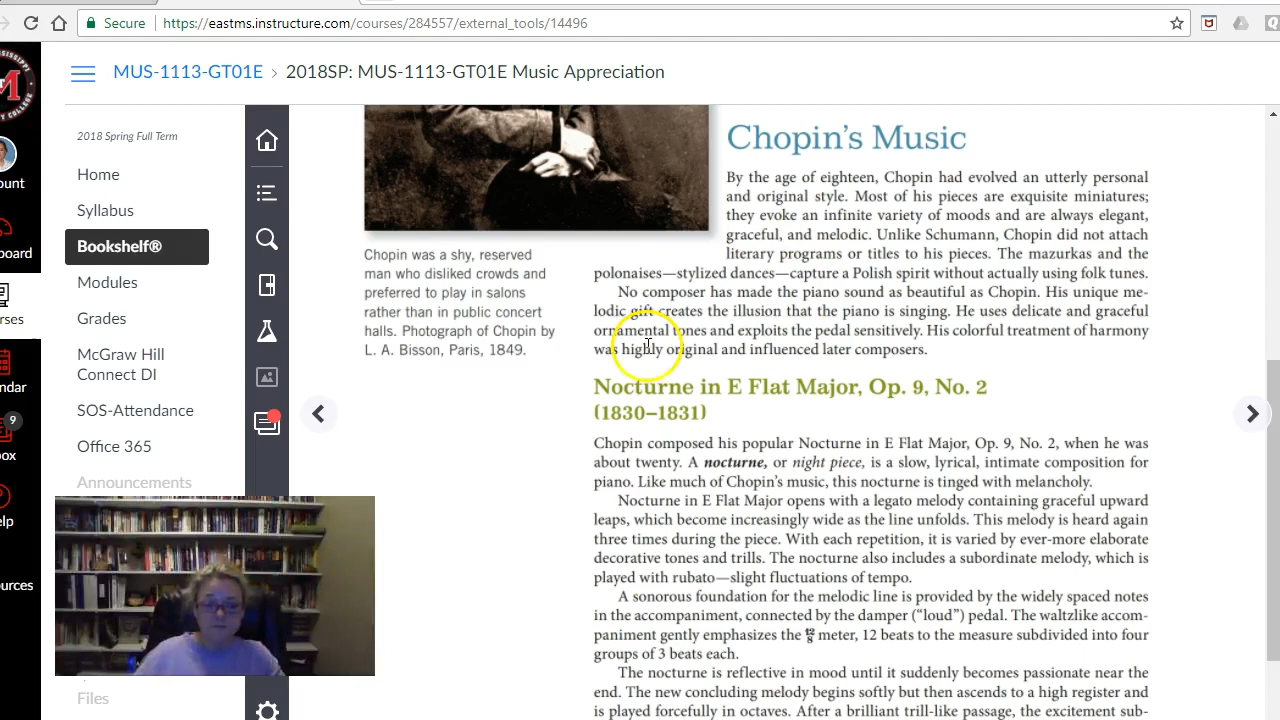 Secure
https://eastms.instructure.com/courses/284557/external_tools/14496
MUS-1113-GT01E > 2018SP: MUS-1113-GT01E Music Appreciation
2018 Spring Full Term
Home
Syllabus
Bookshelf®
Modules
Grades
McGraw Hill
Connect DI
SOS-Attendance
Office 365
Announcements
Files
ount
board
rses
ndar
9
box
elp
ources
Chopin was a shy, reserved
man who disliked crowds and
preferred to play in salons
rather than in public concert
halls. Photograph of Chopin by
L. A. Bisson, Paris, 1849.
Chopin's Music
By the age of eighteen, Chopin had evolved an utterly personal
and original style. Most of his pieces are exquisite miniatures;
they evoke an infinite variety of moods and are always elegant,
graceful, and melodic. Unlike Schumann, Chopin did not attach
literary programs or titles to his pieces. The mazurkas and the
polonaises—stylized dances—capture a Polish spirit without actually using folk tunes.
No composer has made the piano sound as beautiful as Chopin. His unique me-
lodic gift creates the illusion that the piano is singing. He uses delicate and graceful
ornamental tones and exploits the pedal sensitively. His colorful treatment of harmony
was highly original and influenced later composers.
Nocturne in E Flat Major, Op. 9, No. 2
(1830–1831)
Chopin composed his popular Nocturne in E Flat Major, Op. 9, No. 2, when he was
about twenty. A nocturne, or night piece, is a slow, lyrical, intimate composition for
piano. Like much of Chopin's music, this nocturne is tinged with melancholy.
Nocturne in E Flat Major opens with a legato melody containing graceful upward
leaps, which become increasingly wide as the line unfolds. This melody is heard again
three times during the piece. With each repetition, it is varied by ever-more elaborate
decorative tones and trills. The nocturne also includes a subordinate melody, which is
played with rubato—slight fluctuations of tempo.
A sonorous foundation for the melodic line is provided by the widely spaced notes
in the accompaniment, connected by the damper ("loud") pedal. The waltzlike accom-
paniment gently emphasizes the 12/8 meter, 12 beats to the measure subdivided into four
groups of 3 beats each.
The nocturne is reflective in mood until it suddenly becomes passionate near the
end. The new concluding melody begins softly but then ascends to a high register and
is played forcefully in octaves. After a brilliant trill-like passage, the excitement sub-